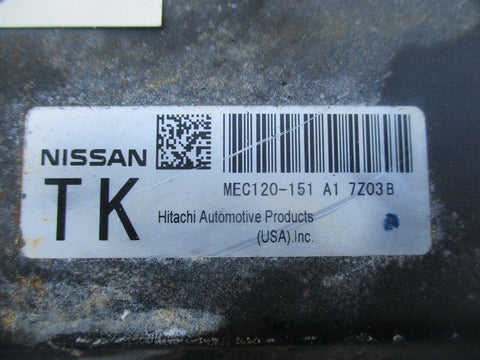 NISSAN
TK
MEC120-151 A1 7Z03B
Hitachi Automotive Products
(USA).Inc.